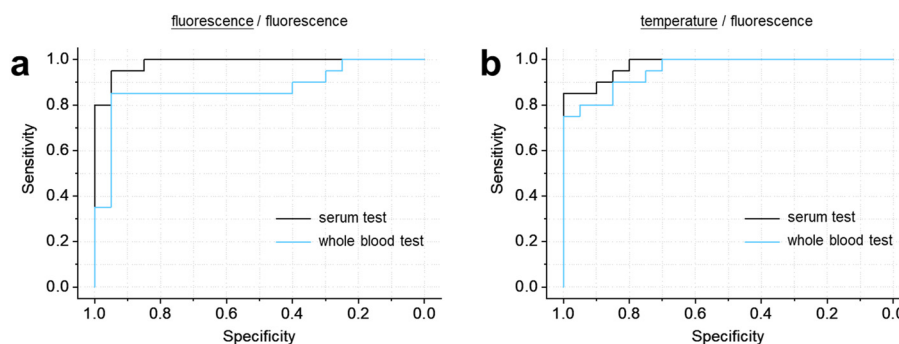 fluorescence / fluorescence
a
1.0
0.8
0.6
0.4
0.2
0.0
Sensitivity
serum test
whole blood test
1.0 0.8 0.6 0.4 0.2 0.0
Specificity
temperature / fluorescence
b
1.0
0.8
0.6
0.4
0.2
0.0
Sensitivity
serum test
whole blood test
1.0 0.8 0.6 0.4 0.2 0.0
Specificity